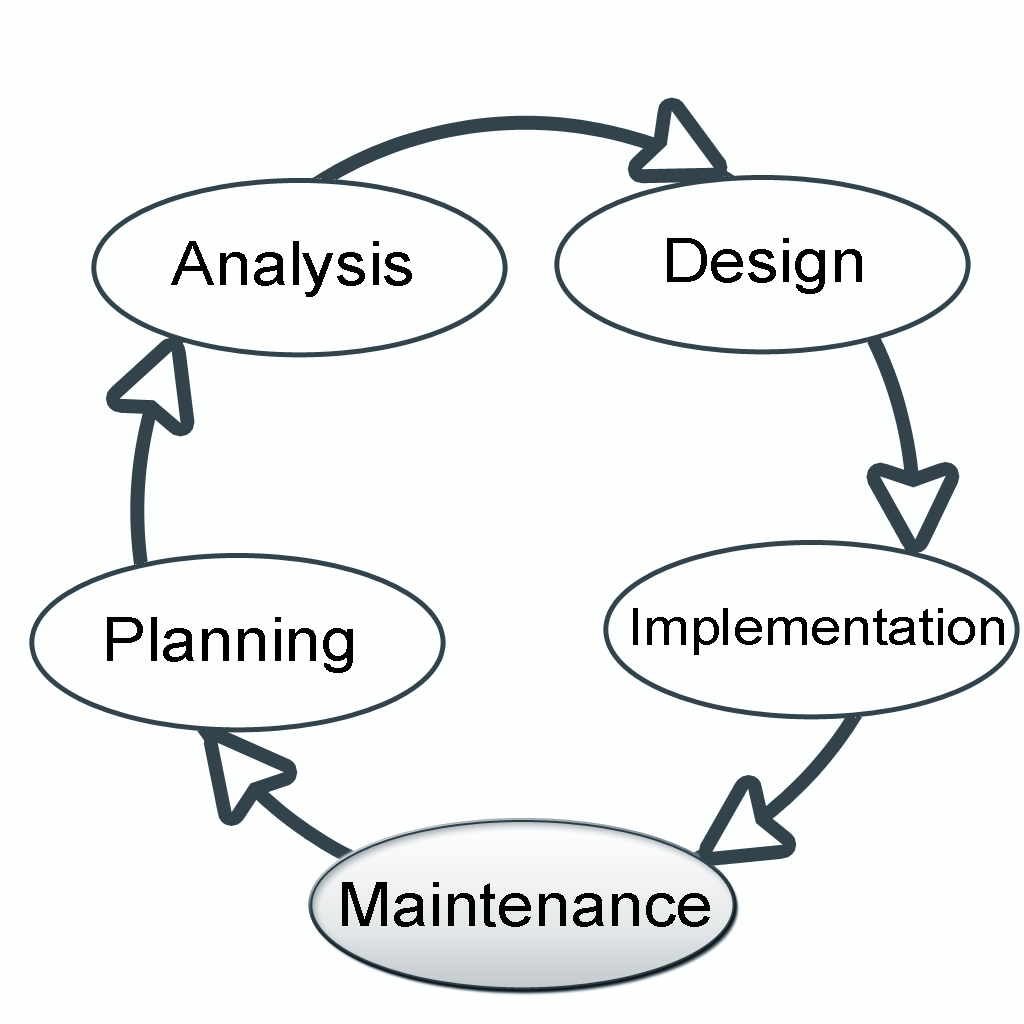 Analysis
Design
Planning
Implementation
Maintenance